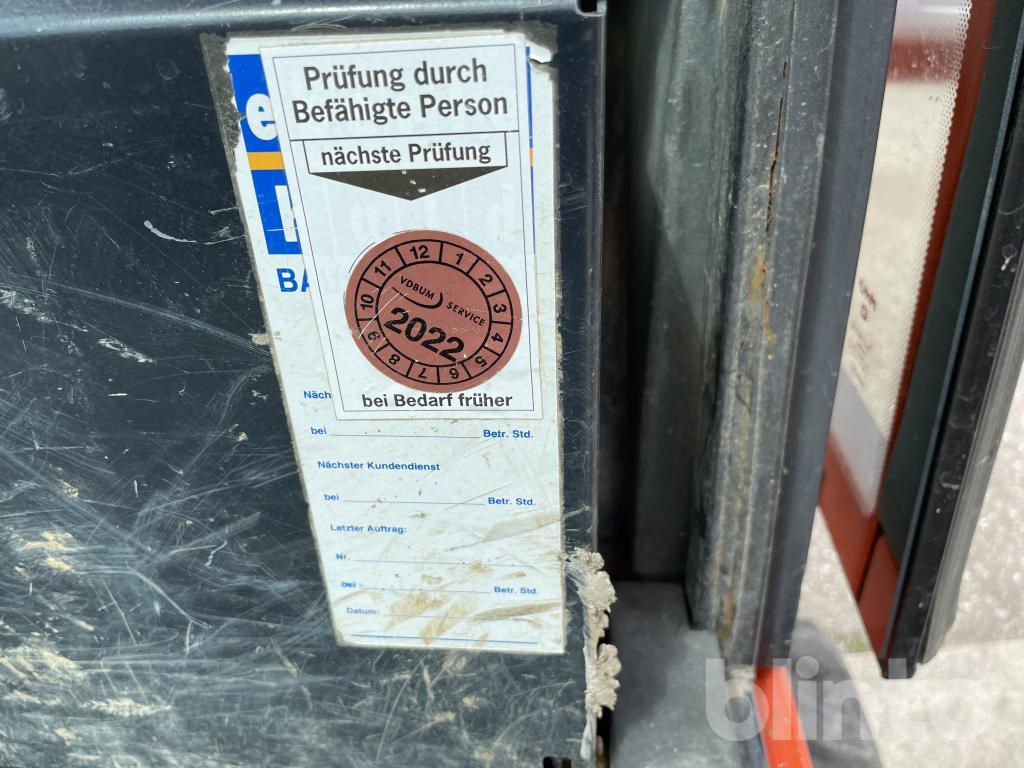 Prüfung durch
Befähigte Person
nächste Prüfung
12 1 2 3 4 5 6 7 8 9 10 11
VDBUM SERVICE
2022
bei Bedarf früher
bei Betr. Std.
Nächster Kundendienst
bei Betr. Std.
Letzter Auftrag:
Nr.
bei Betr. Std.
Datum:
blinto